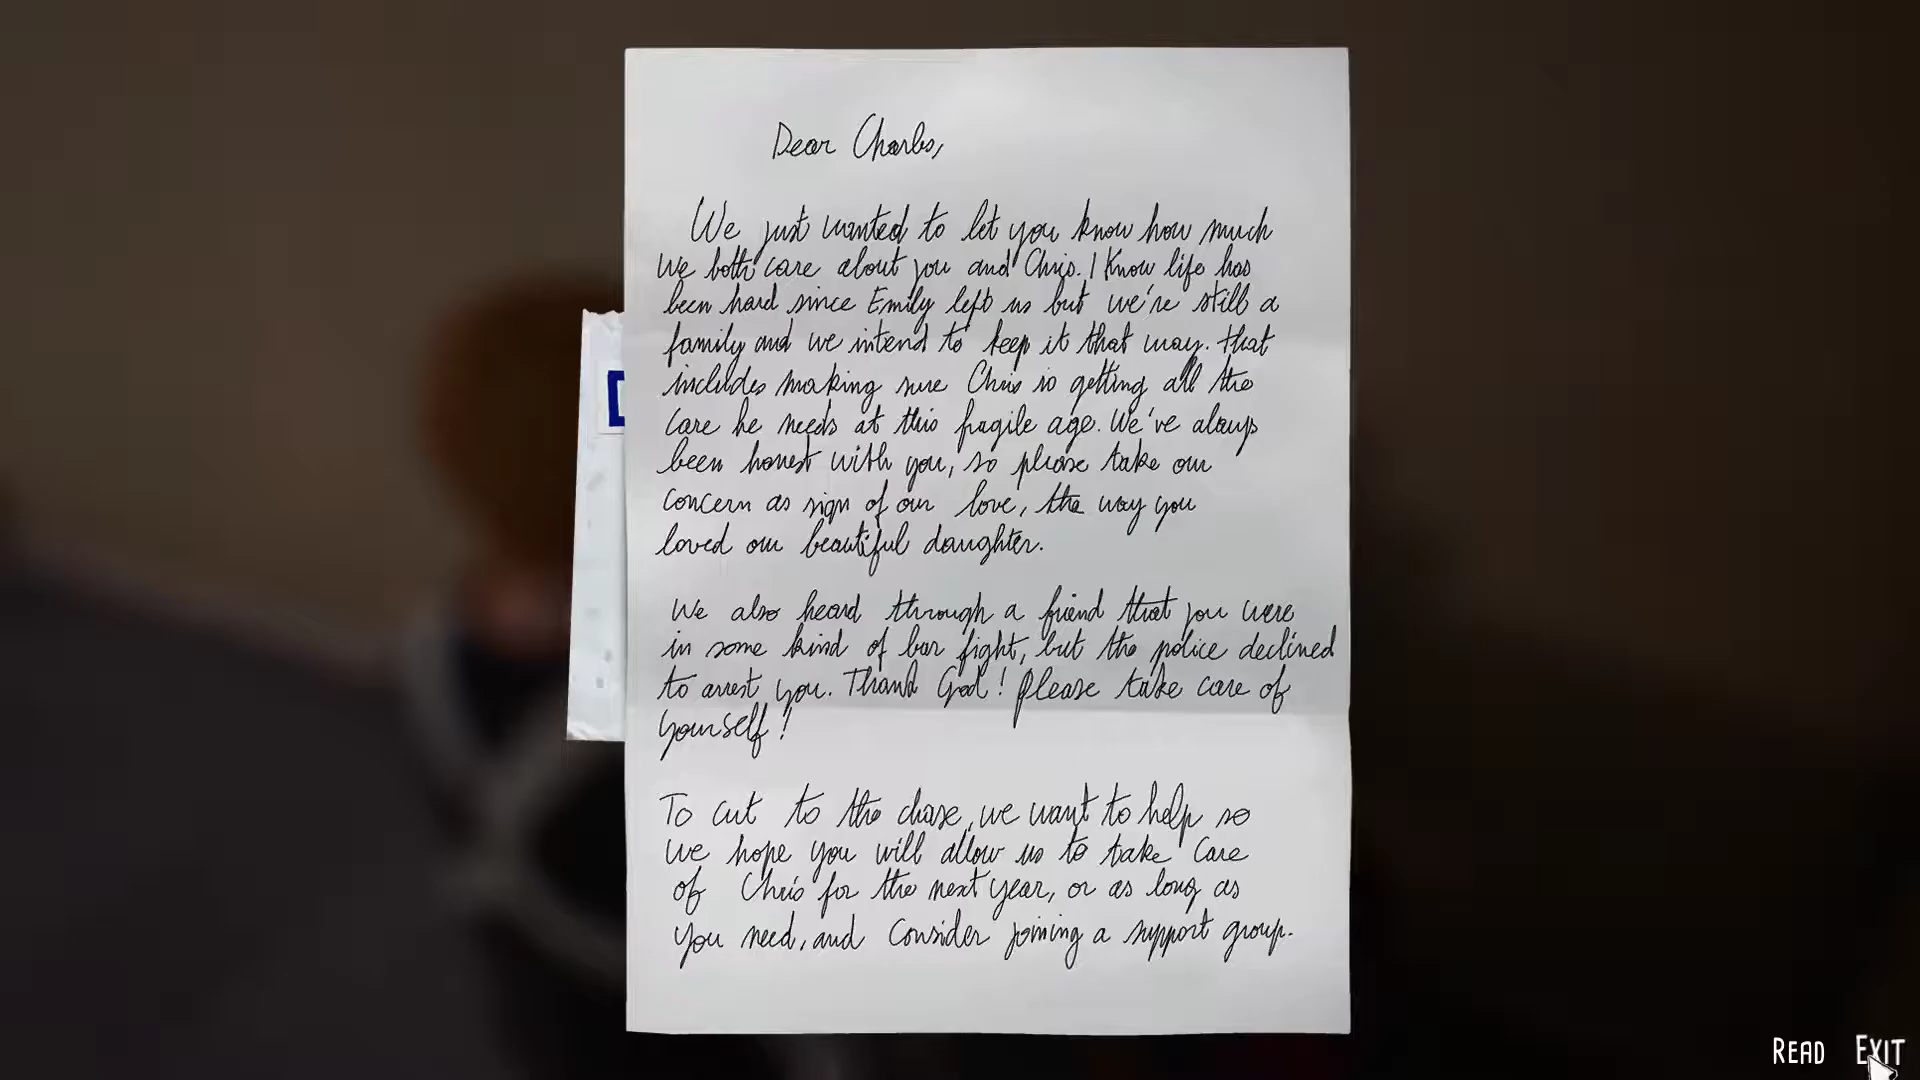 Dear Charles,
We just wanted to let you know how much
we both care about you and Chris. I know life has
been hard since Emily left us but we're still a
family and we intend to keep it that way. that
includes making sure Chris is getting all the
care he needs at this fragile age. We've always
been honest with you, so please take our
concern as sign of our love, the way you
loved our beautiful daughter.
We also heard through a friend that you were
in some kind of bar fight, but the police declined
to arrest you. Thank God! please take care of
yourself!
To cut to the chase, we want to help so
we hope you will allow us to take care
of Chris for the next year, or as long as
you need, and consider joining a support group.
READ EXIT